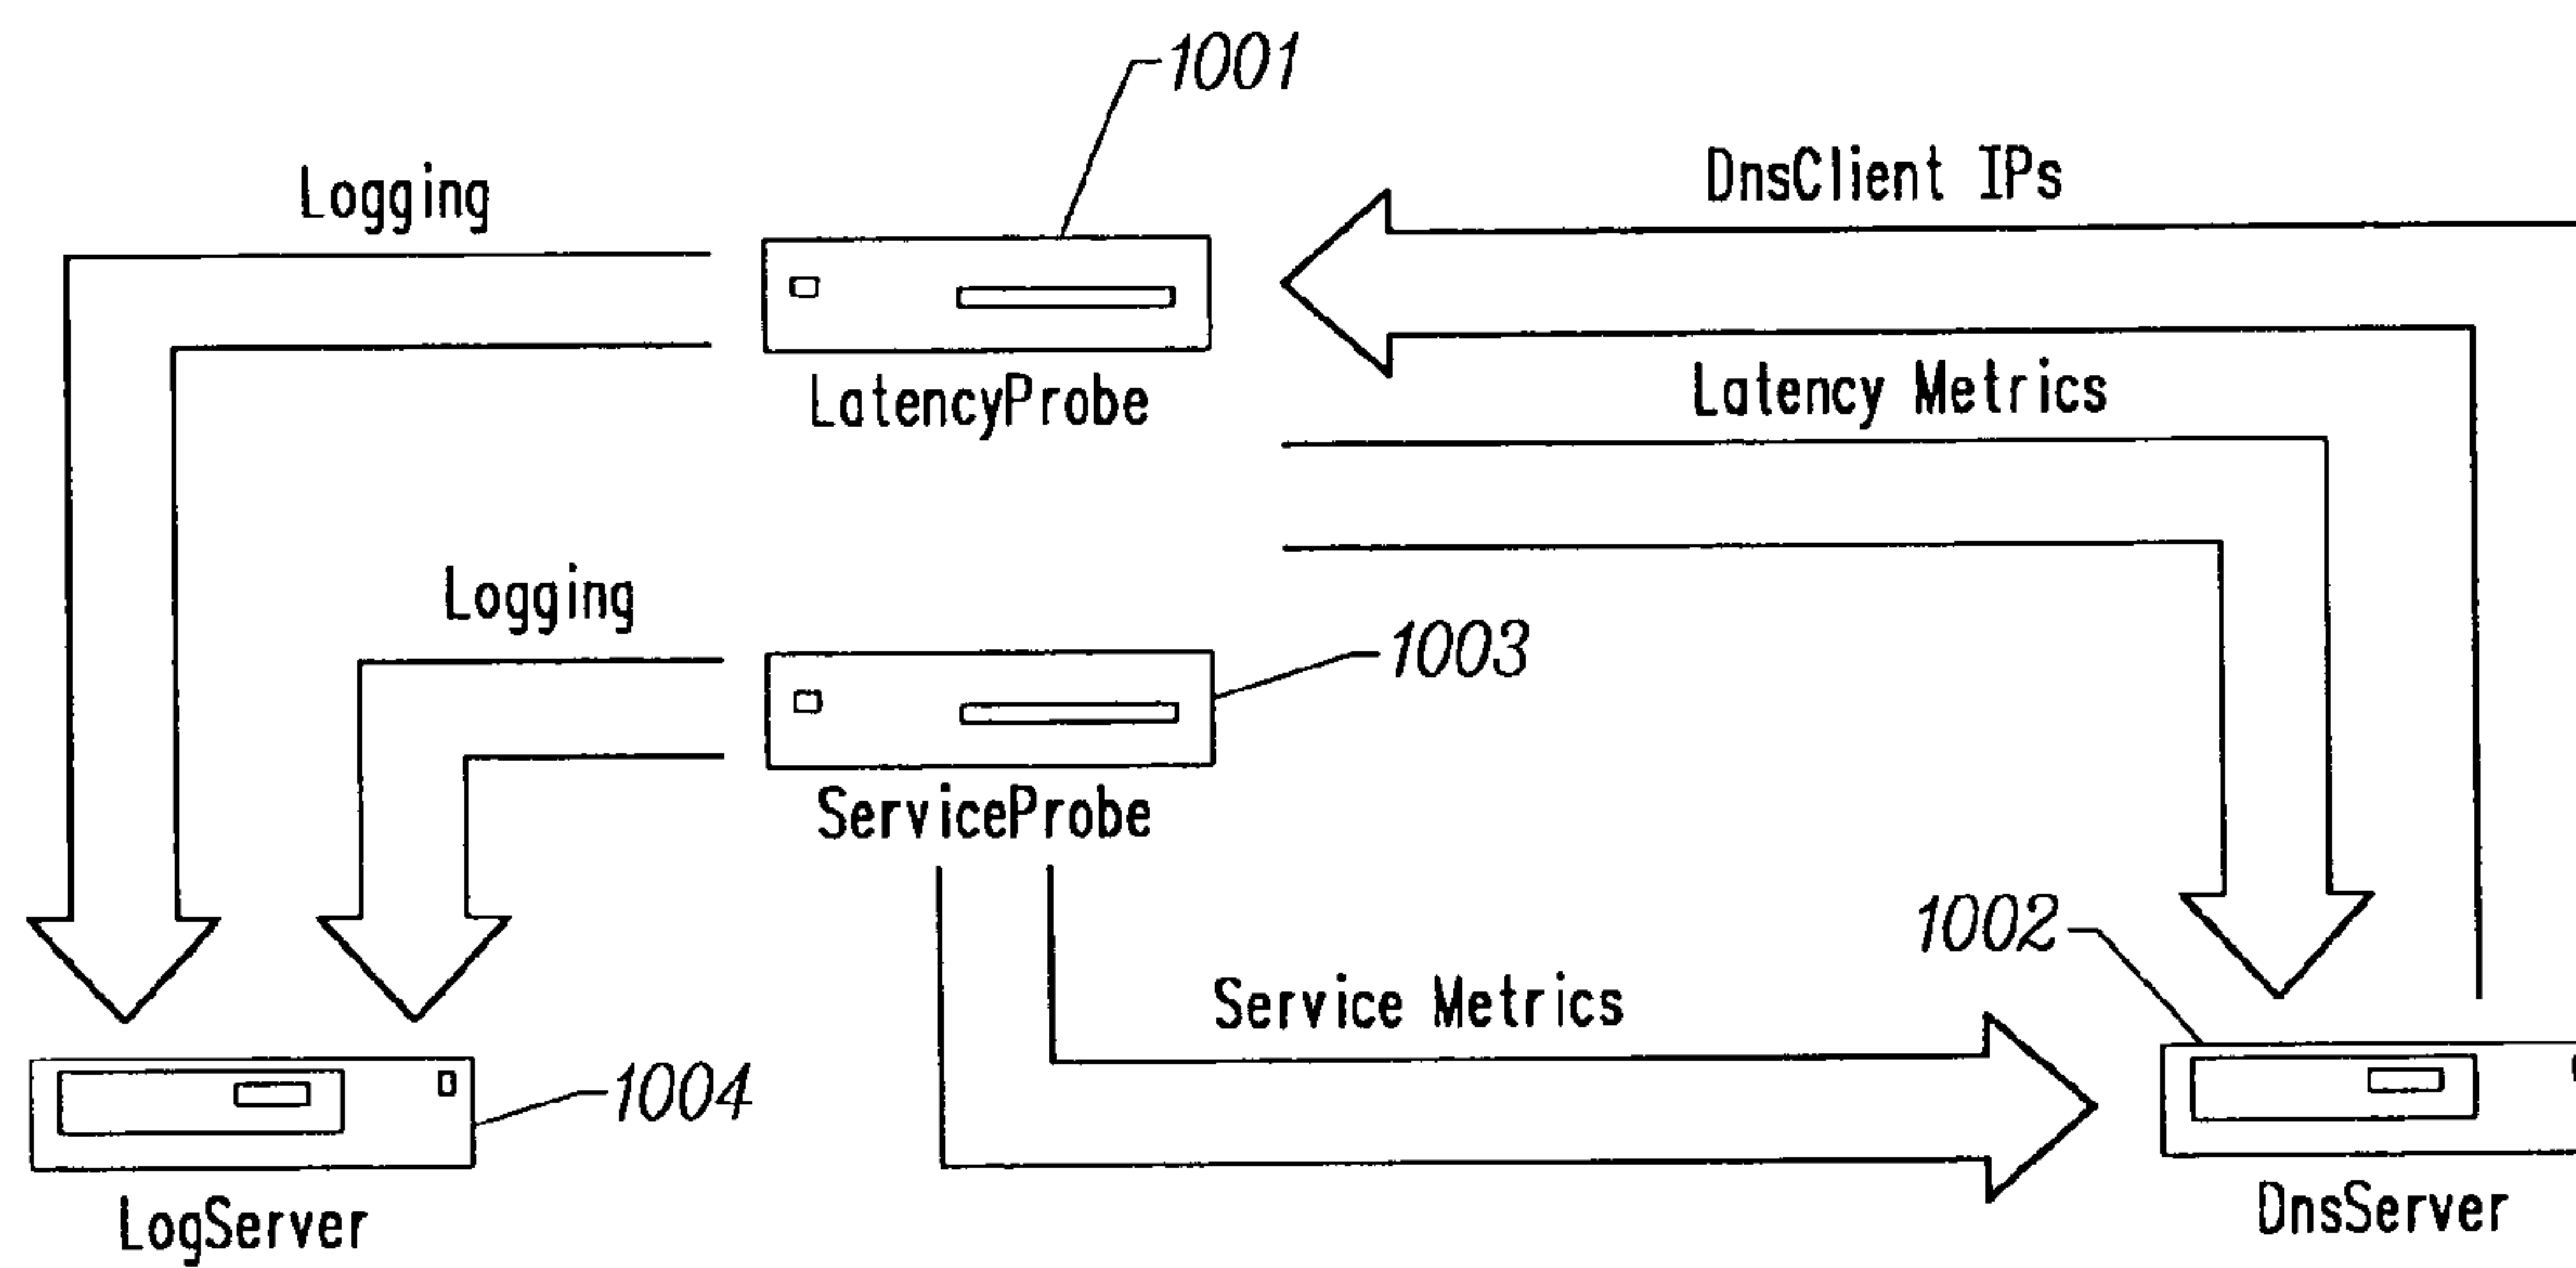 1001
Logging
DnsClient IPs
LatencyProbe
Latency Metrics
Logging
1003
ServiceProbe
1002
Service Metrics
1004
LogServer
DnsServer